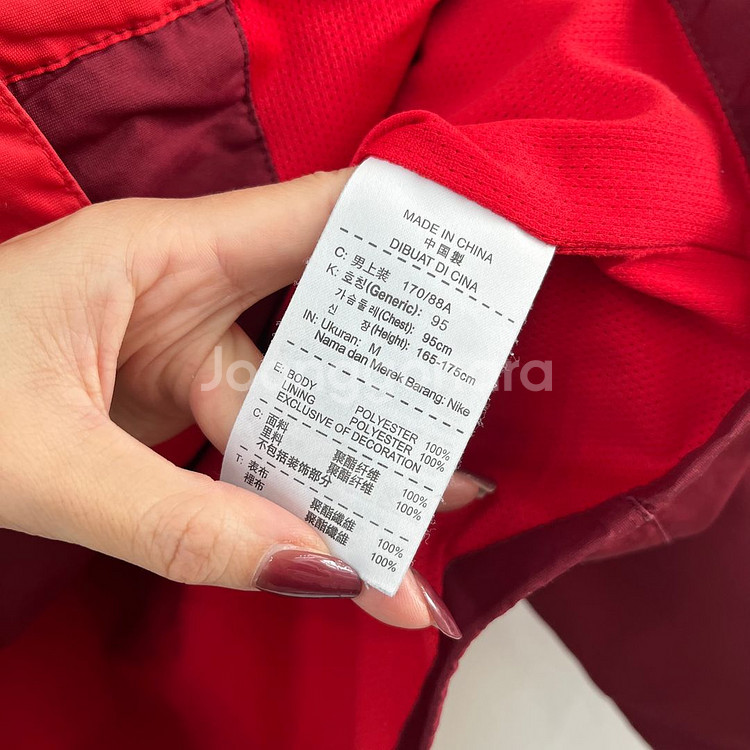 MADE IN CHINA
中国製
DIBUAT DI CINA
C: 男上装 170/88A
K: 호칭(Generic): 95
가슴둘레(Chest): 95cm
신 장(Height): 165-175cm
IN: Ukuran: M
Nama dan Merek Barang: Nike
E: BODY POLYESTER 100%
LINING POLYESTER 100%
EXCLUSIVE OF DECORATION
C: 面料 聚酯纤维 100%
里料 聚酯纤维 100%
不包括装饰部分
T: 表布 聚酯纖維 100%
裡布 聚酯纖維 100%